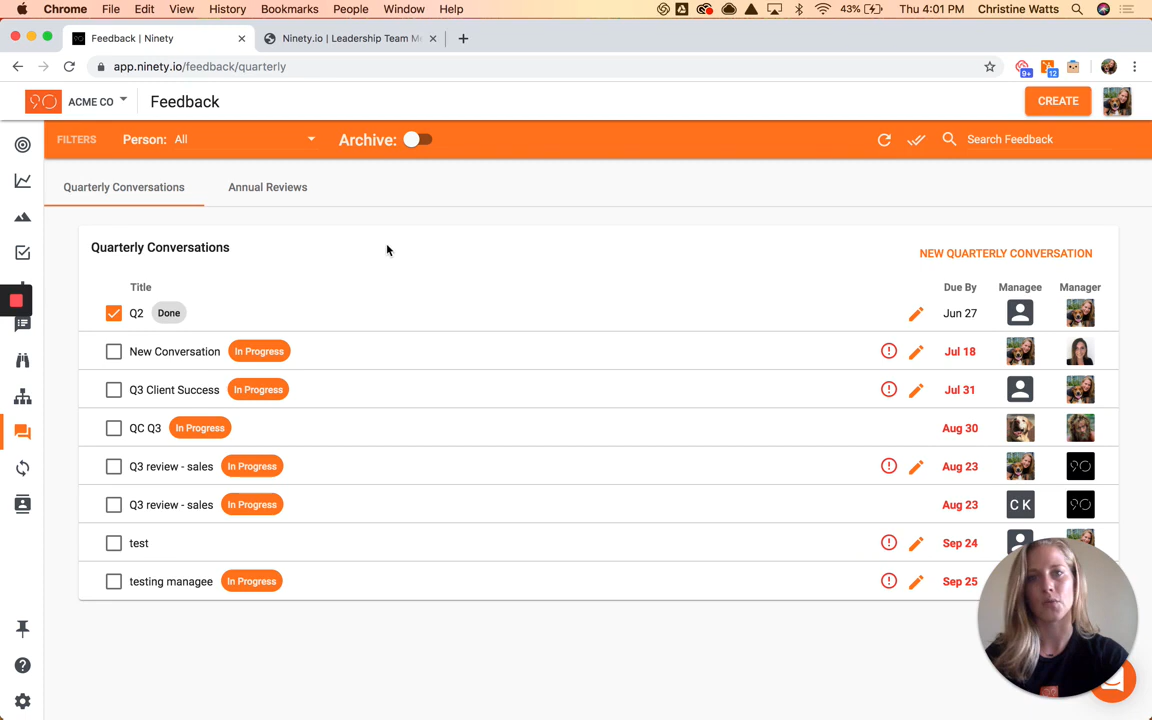 Chrome File Edit View History Bookmarks People Window Help 43% Thu 4:01 PM Christine Watts
Feedback | Ninety Ninety.io | Leadership Team M
app.ninety.io/feedback/quarterly 9+ 12
90 ACME CO Feedback CREATE
FILTERS Person: All Archive: Search Feedback
Quarterly Conversations Annual Reviews
Quarterly Conversations
NEW QUARTERLY CONVERSATION
Title Due By Managee Manager
Q2 Done Jun 27
New Conversation In Progress Jul 18
Q3 Client Success In Progress Jul 31
QC Q3 In Progress Aug 30
Q3 review - sales In Progress Aug 23 90
Q3 review - sales In Progress Aug 23 C K 90
test Sep 24
testing managee In Progress Sep 25